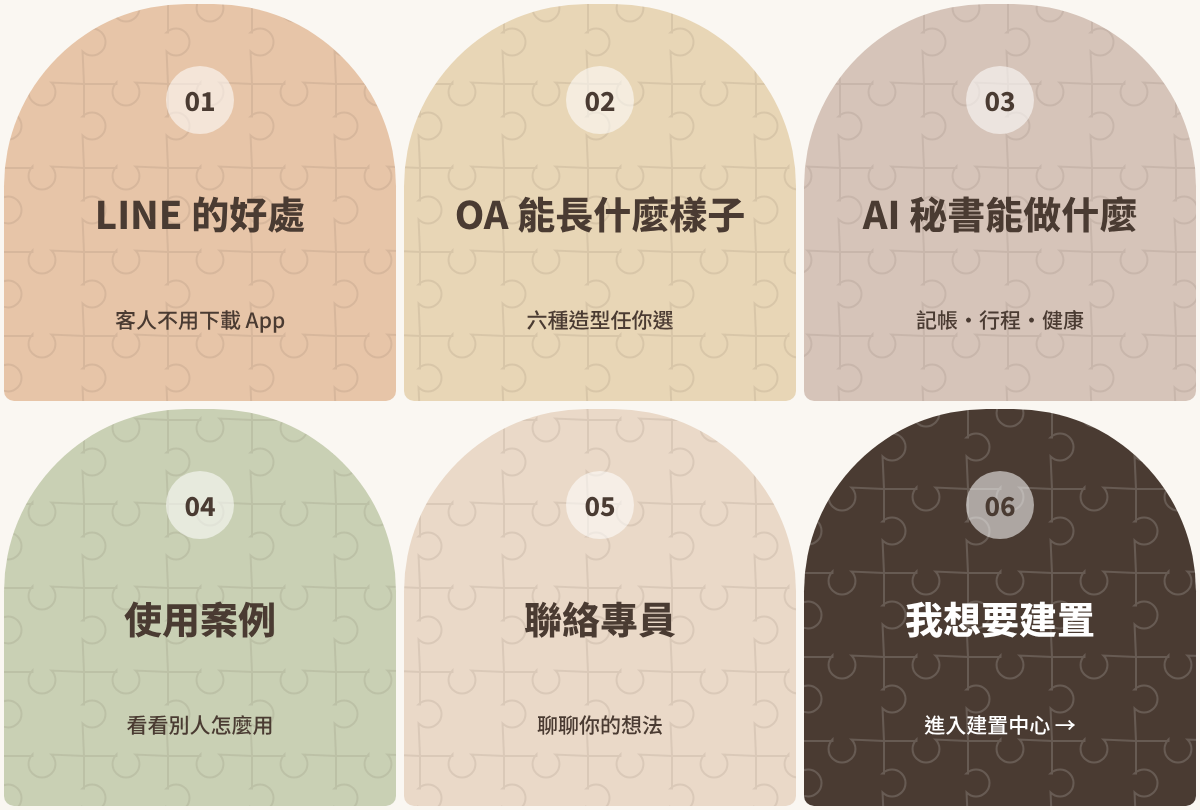 01
LINE 的好處
客人不用下載 App
02
OA 能長什麼樣子
六種造型任你選
03
AI 秘書能做什麼
記帳・行程・健康
04
使用案例
看看別人怎麼用
05
聯絡專員
聊聊你的想法
06
我想要建置
進入建置中心 →